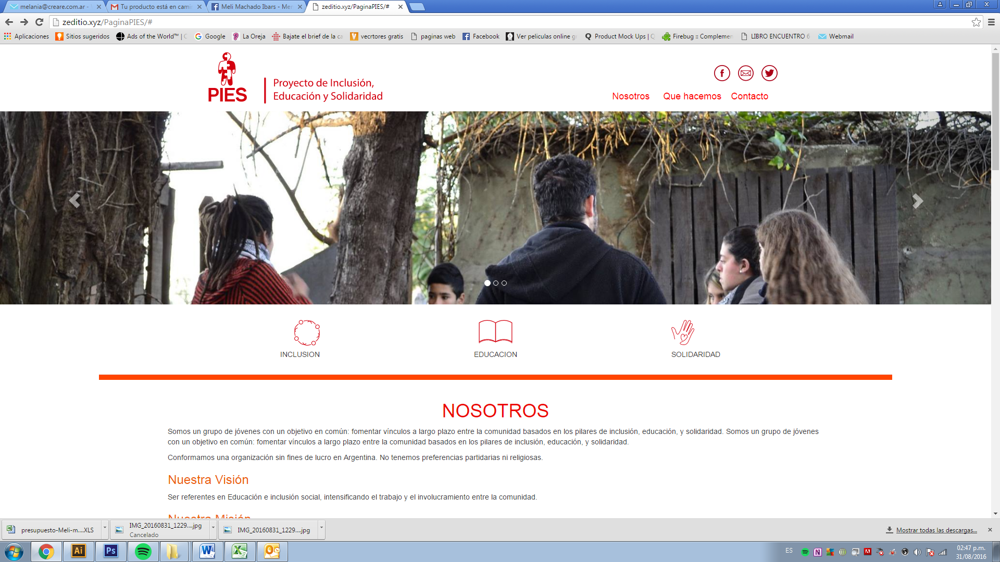 melania@creare.com.ar -
Tu producto está en cami
Meli Machado Ibars - Mer
zeditio.xyz/PaginaPIES/#
zeditio.xyz/PaginaPIES/#
Aplicaciones
Sitios sugeridos
Ads of the World™ | C
Google
La Oreja
Bajate el brief de la ca
vecrtores gratis
paginas web
Facebook
Ver peliculas online g
Product Mock Ups |
Firebug :: Complemen
LIBRO ENCUENTRO 6
Webmail
PIES
Proyecto de Inclusión,
Educación y Solidaridad
Nosotros
Que hacemos
Contacto
INCLUSION
EDUCACION
SOLIDARIDAD
NOSOTROS
Somos un grupo de jóvenes con un objetivo en común: fomentar vínculos a largo plazo entre la comunidad basados en los pilares de inclusión, educación, y solidaridad. Somos un grupo de jóvenes
con un objetivo en común: fomentar vínculos a largo plazo entre la comunidad basados en los pilares de inclusión, educación, y solidaridad.
Conformamos una organización sin fines de lucro en Argentina. No tenemos preferencias partidarias ni religiosas.
Nuestra Visión
Ser referentes en Educación e inclusión social, intensificando el trabajo y el involucramiento entre la comunidad.
Nuestra Misión
presupuesto-Meli-m....XLS
IMG_20160831_1229....jpg
Cancelado
IMG_20160831_1229....jpg
Mostrar todas las descargas...
Ai
Ps
ES
02:47 p.m.
31/08/2016